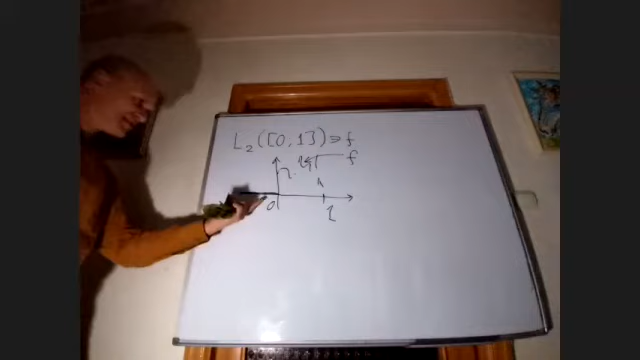 L₂([0, 1]) ∋ f
f
0
1